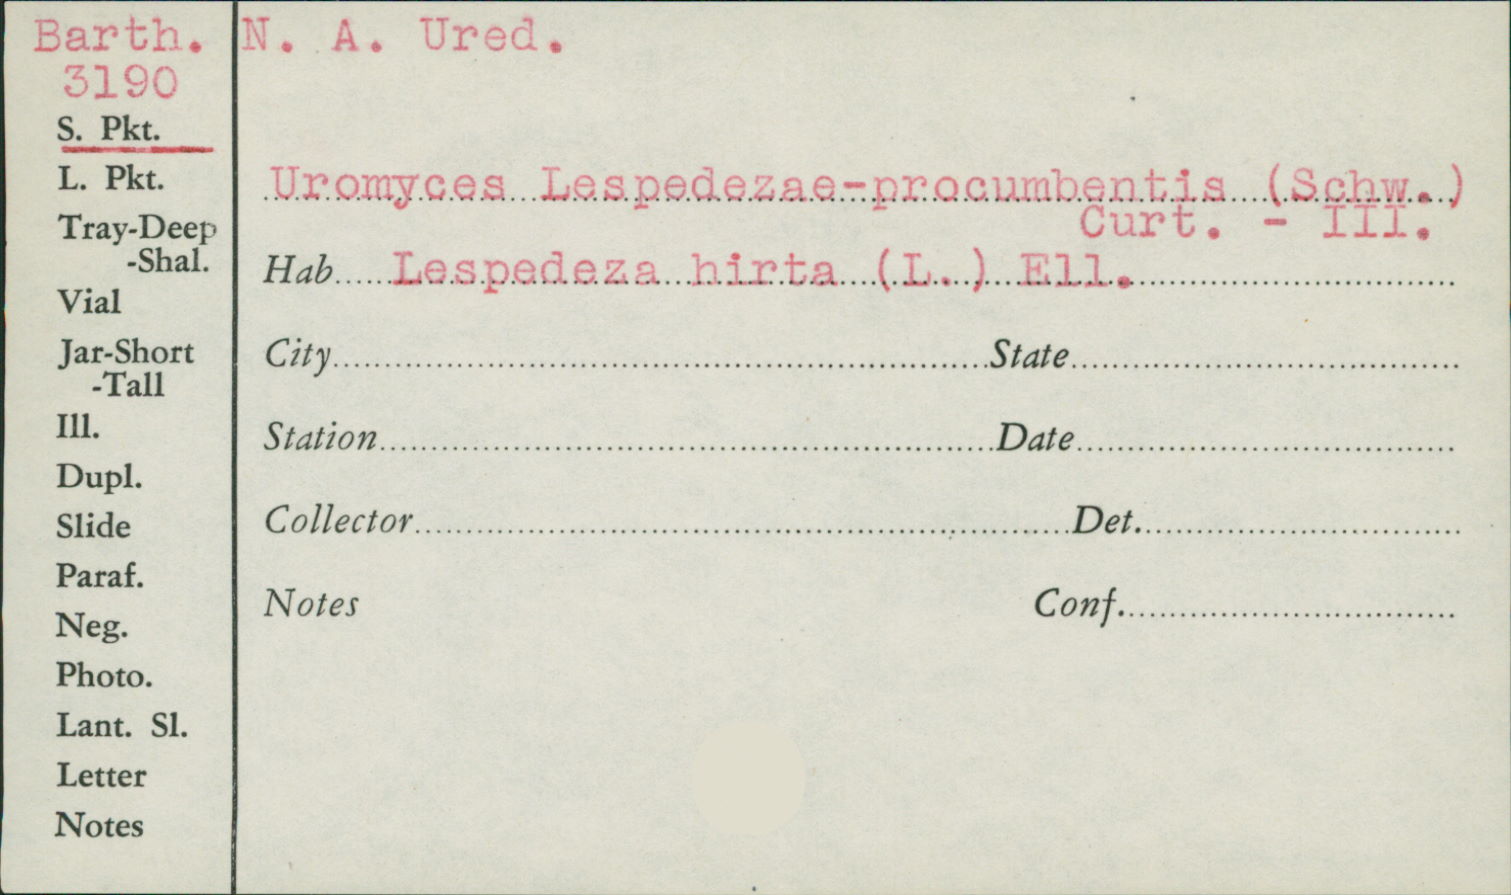 Barth. N. A. Ured.
3190
S. Pkt.
L. Pkt.
Tray-Deep
-Shal.
Vial
Jar-Short
-Tall
Ill.
Dupl.
Slide
Paraf.
Neg.
Photo.
Lant. Sl.
Letter
Notes
Uromyces Lespedezae-procumbentis (Schw.)
Curt. - III.
Hab Lespedeza hirta (L.) Ell.
City State
Station Date
Collector Det.
Notes Conf.